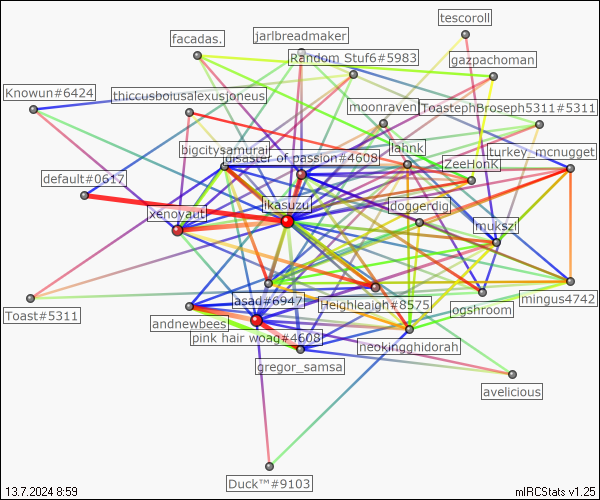 tescoroll
facadas.
jarlbreadmaker
Random Stuf6#5983
gazpachoman
Knowun#6424
thiccusboiusalexusjoneus
moonraven
ToastephBroseph5311#5311
bigcitysamurai
lahnk
disaster of passion#4608
ZeeHonK
turkey_mcnugget
default#0617
xenoyaut
ikasuzu
doggerdig
mukszi
Toast#5311
asad#6947
Heighleaigh#8575
ogshroom
mingus4742
andnewbees
pink hair woag#4608
neokingghidorah
gregor_samsa
avelicious
Duck™#9103
13.7.2024 8:59
mIRCStats v1.25